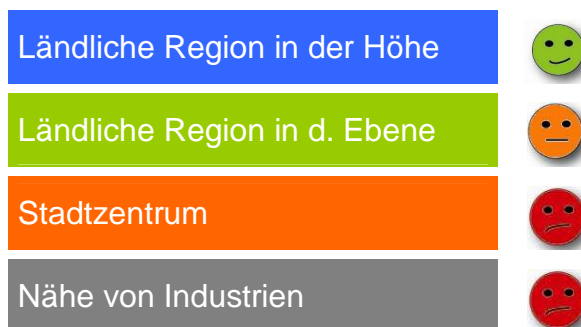 Ländliche Region in der Höhe
Ländliche Region in d. Ebene
Stadtzentrum
Nähe von Industrien